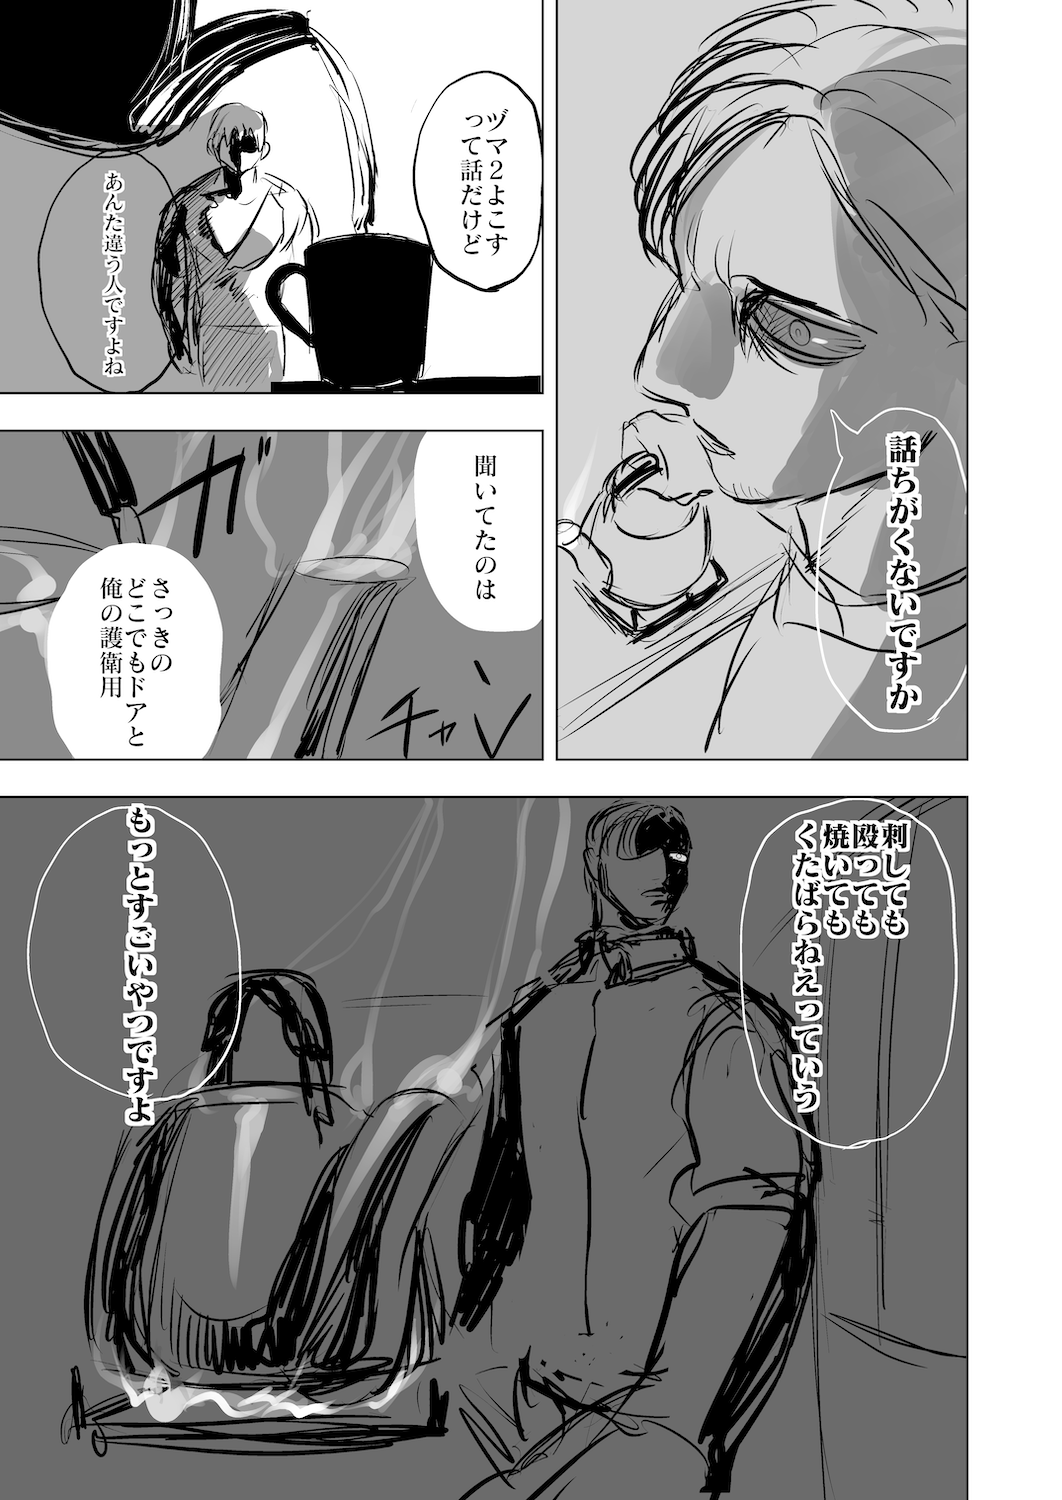 話ちがくないですか
ヅマ2よこす
って話だけど
あんた違う人ですよね
聞いてたのは
ガ
さっきの
どこでもドアと
俺の護衛用
チャン
刺しても
殴っても
焼いても
くたばらねえっていう
もっとすごいやつですよ